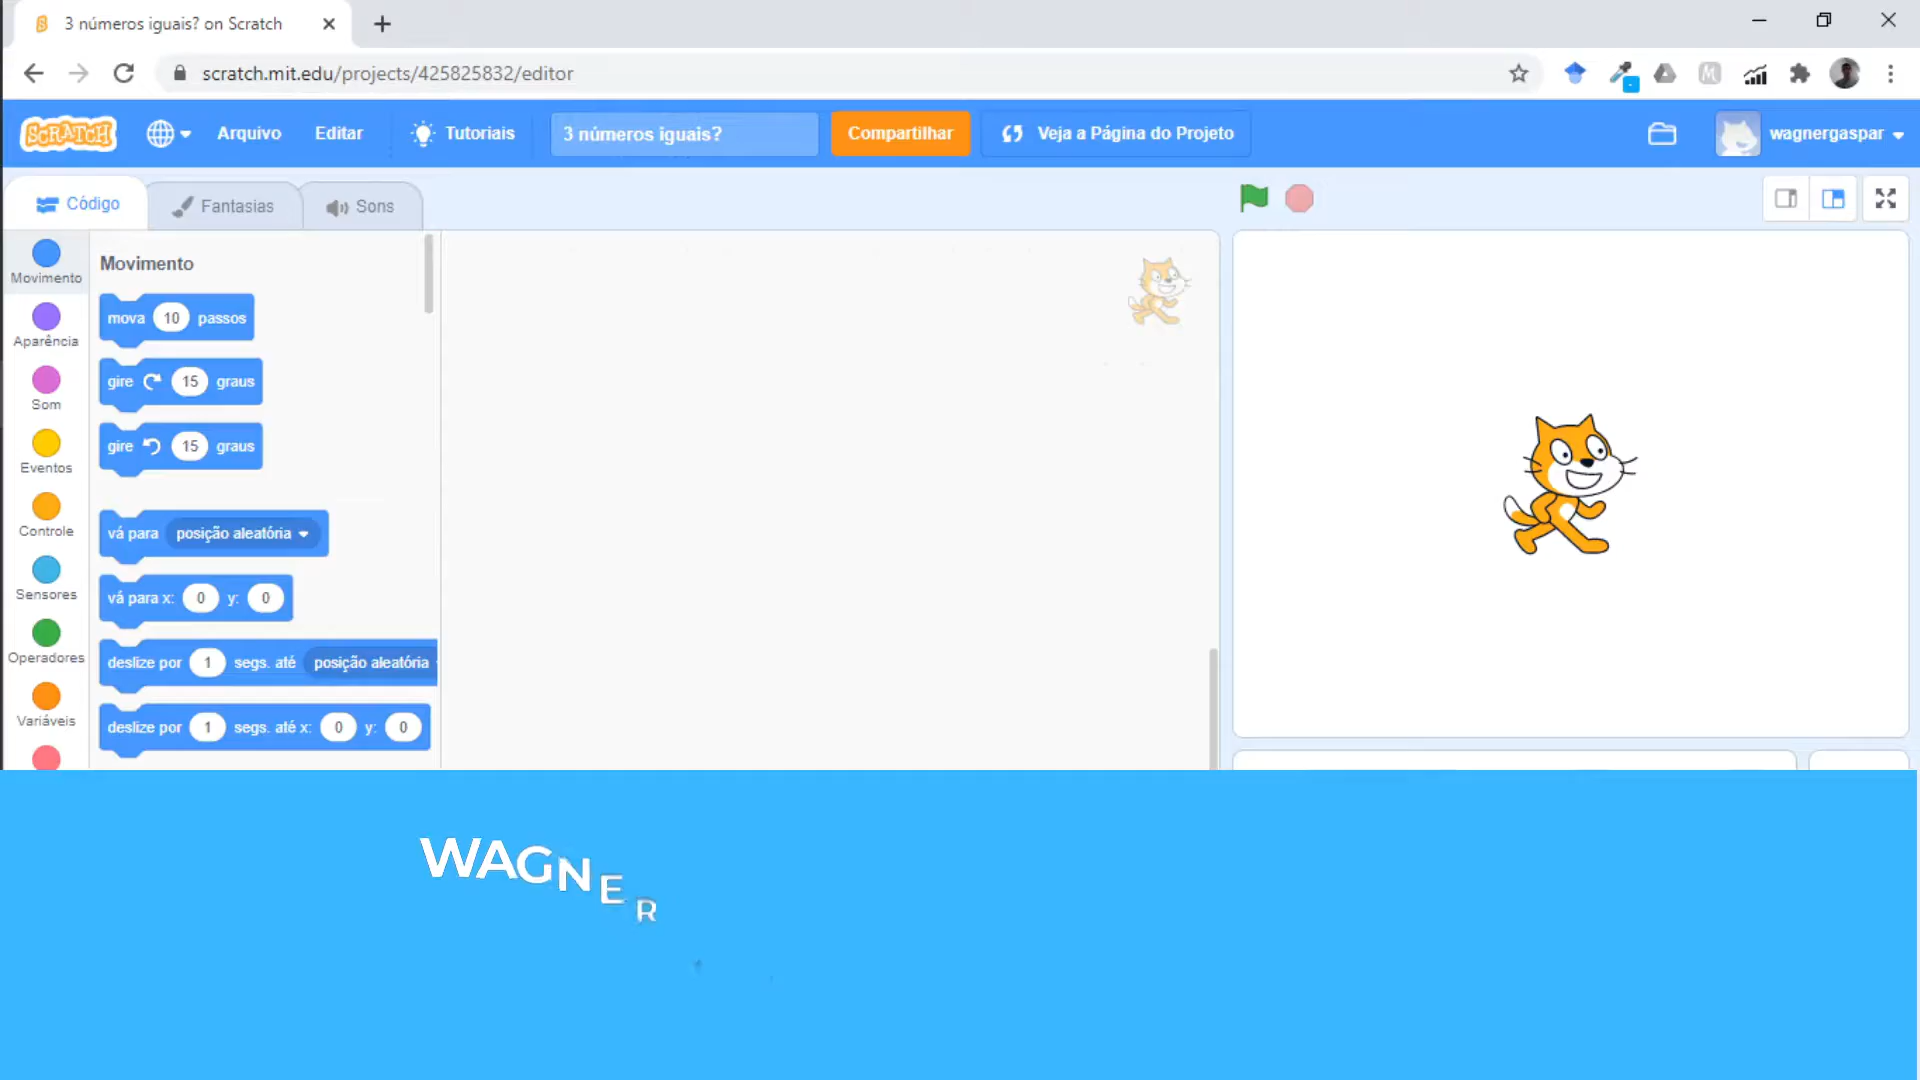 3 números iguais? on Scratch
scratch.mit.edu/projects/425825832/editor
SCRATCH
Arquivo
Editar
Tutoriais
3 números iguais?
Compartilhar
Veja a Página do Projeto
wagnergaspar
Código
Fantasias
Sons
Movimento
Aparência
Som
Eventos
Controle
Sensores
Operadores
Variáveis
Movimento
mova 10 passos
gire 15 graus
gire 15 graus
vá para posição aleatória
vá para x: 0 y: 0
deslize por 1 segs. até posição aleatória
deslize por 1 segs. até x: 0 y: 0
WAGNER